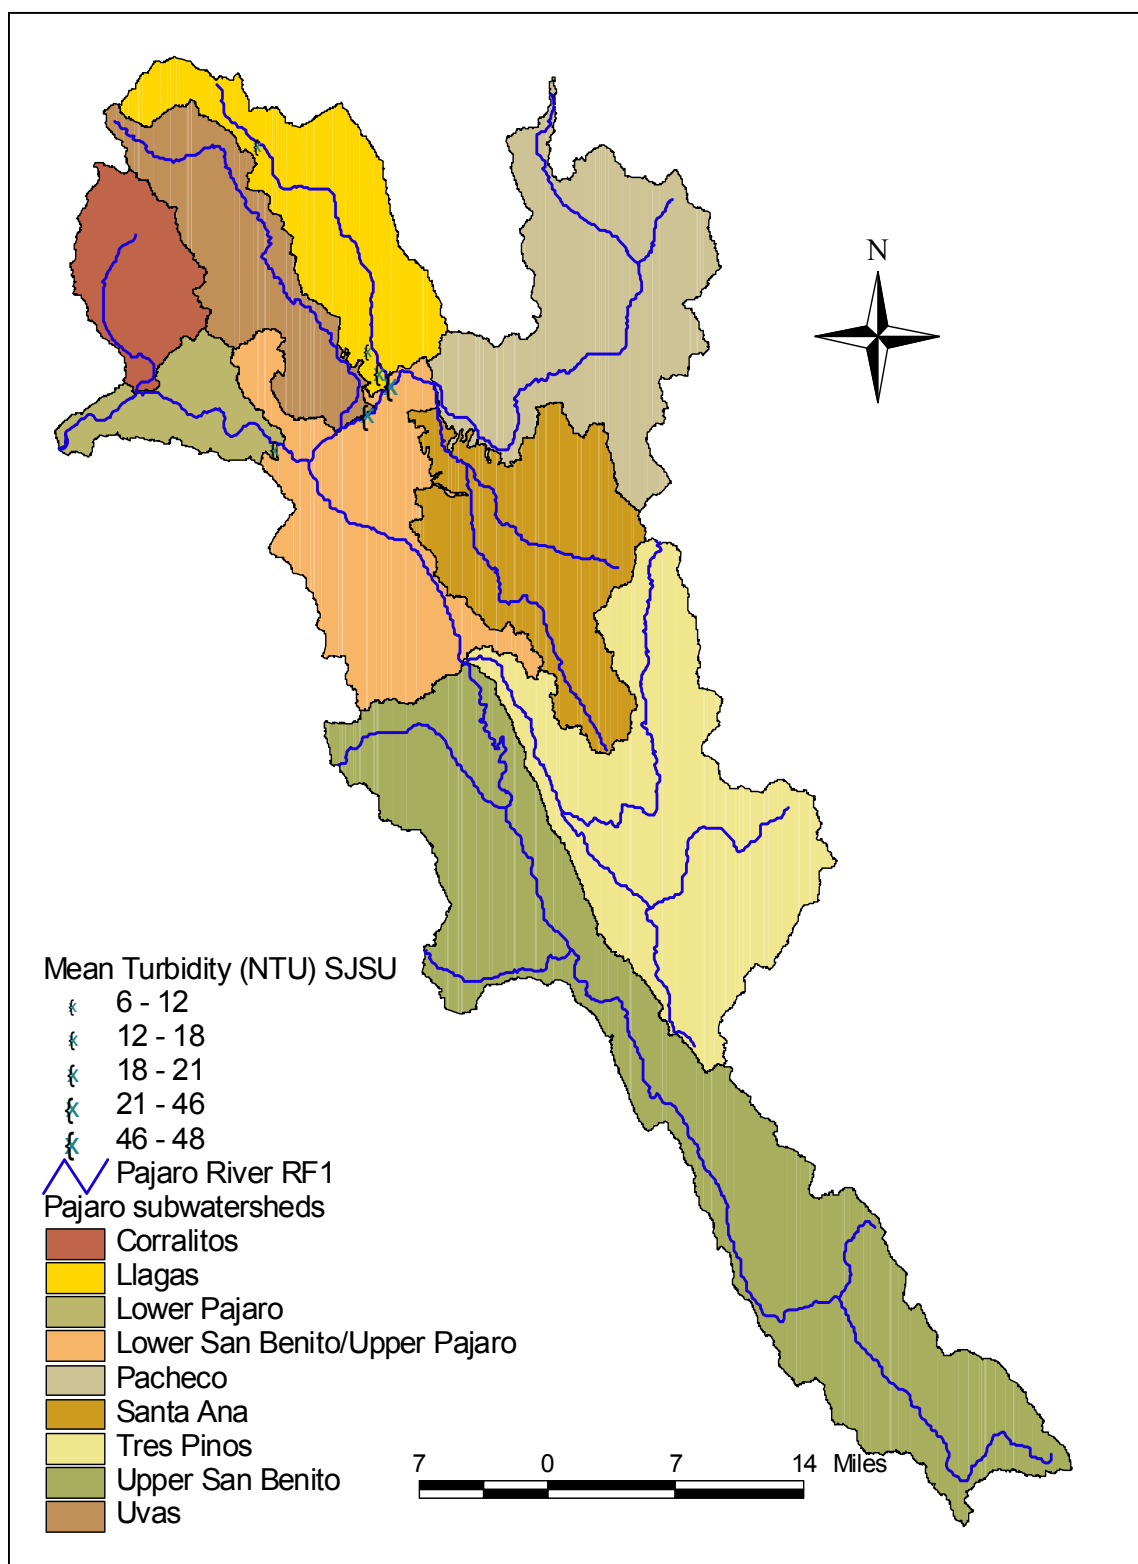 N
Mean Turbidity (NTU) SJSU
6 - 12
12 - 18
18 - 21
21 - 46
46 - 48
Pajaro River RF1
Pajaro subwatersheds
Corralitos
Llagas
Lower Pajaro
Lower San Benito/Upper Pajaro
Pacheco
Santa Ana
Tres Pinos
Upper San Benito
Uvas
7 0 7 14 Miles